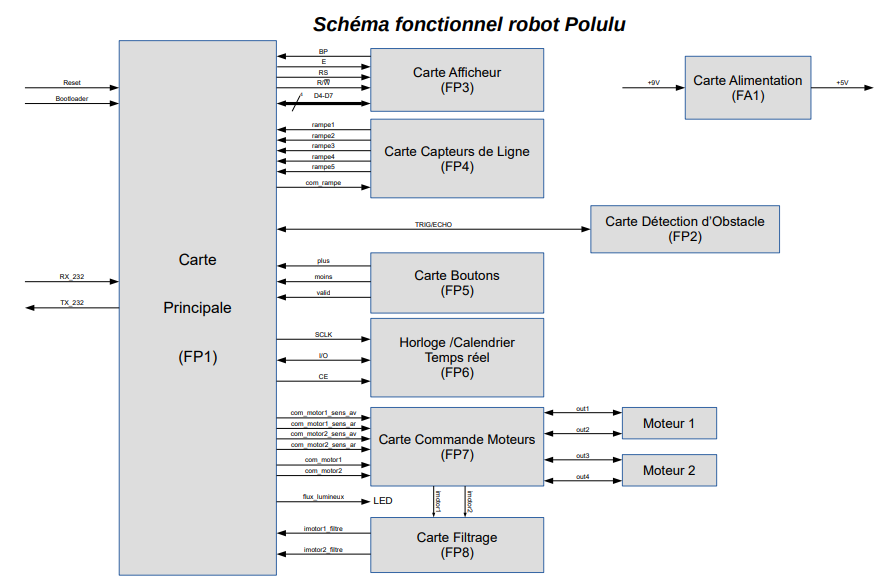 Schéma fonctionnel robot Polulu
Reset
Bootloader
RX_232
TX_232
Carte
Principale
(FP1)
BP
E
RS
R/W
4
D4-D7
Carte Afficheur
(FP3)
+9V
Carte Alimentation
(FA1)
+5V
rampe1
rampe2
rampe3
rampe4
rampe5
com_rampe
Carte Capteurs de Ligne
(FP4)
TRIG/ECHO
Carte Détection d'Obstacle
(FP2)
plus
moins
valid
Carte Boutons
(FP5)
SCLK
I/O
CE
Horloge /Calendrier
Temps réel
(FP6)
com_motor1_sens_av
com_motor1_sens_ar
com_motor2_sens_av
com_motor2_sens_ar
com_motor1
com_motor2
Carte Commande Moteurs
(FP7)
out1
out2
out3
out4
Moteur 1
Moteur 2
flux_lumineux
LED
imotor1
imotor2
imotor1_filtre
imotor2_filtre
Carte Filtrage
(FP8)